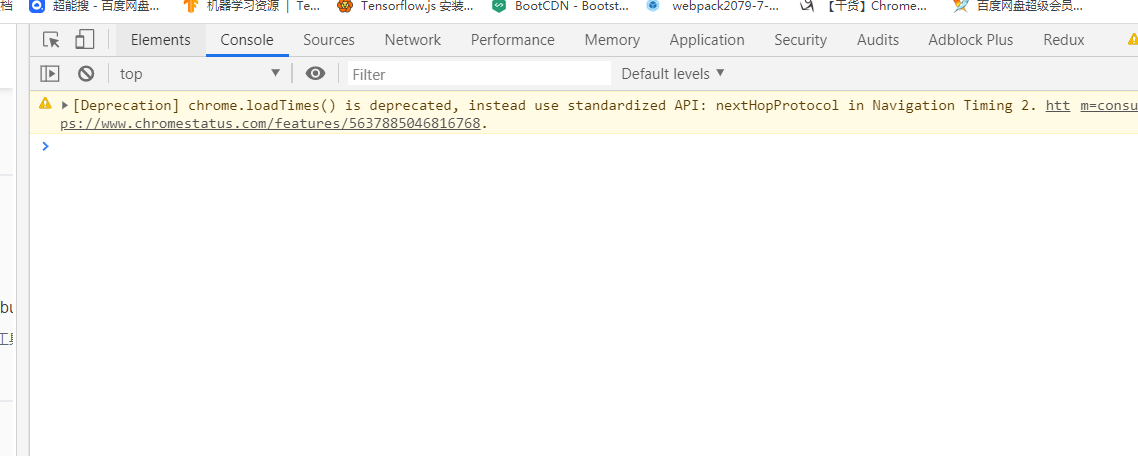 档 超能搜 - 百度网盘... 机器学习资源 | Te... Tensorflow.js 安装... BootCDN - Bootst... webpack2079-7-... 【干货】Chrome... 百度网盘超级会员...
Elements Console Sources Network Performance Memory Application Security Audits Adblock Plus Redux
top Filter Default levels
[Deprecation] chrome.loadTimes() is deprecated, instead use standardized API: nextHopProtocol in Navigation Timing 2. htt m=consu
ps://www.chromestatus.com/features/5637885046816768.
bu
工具